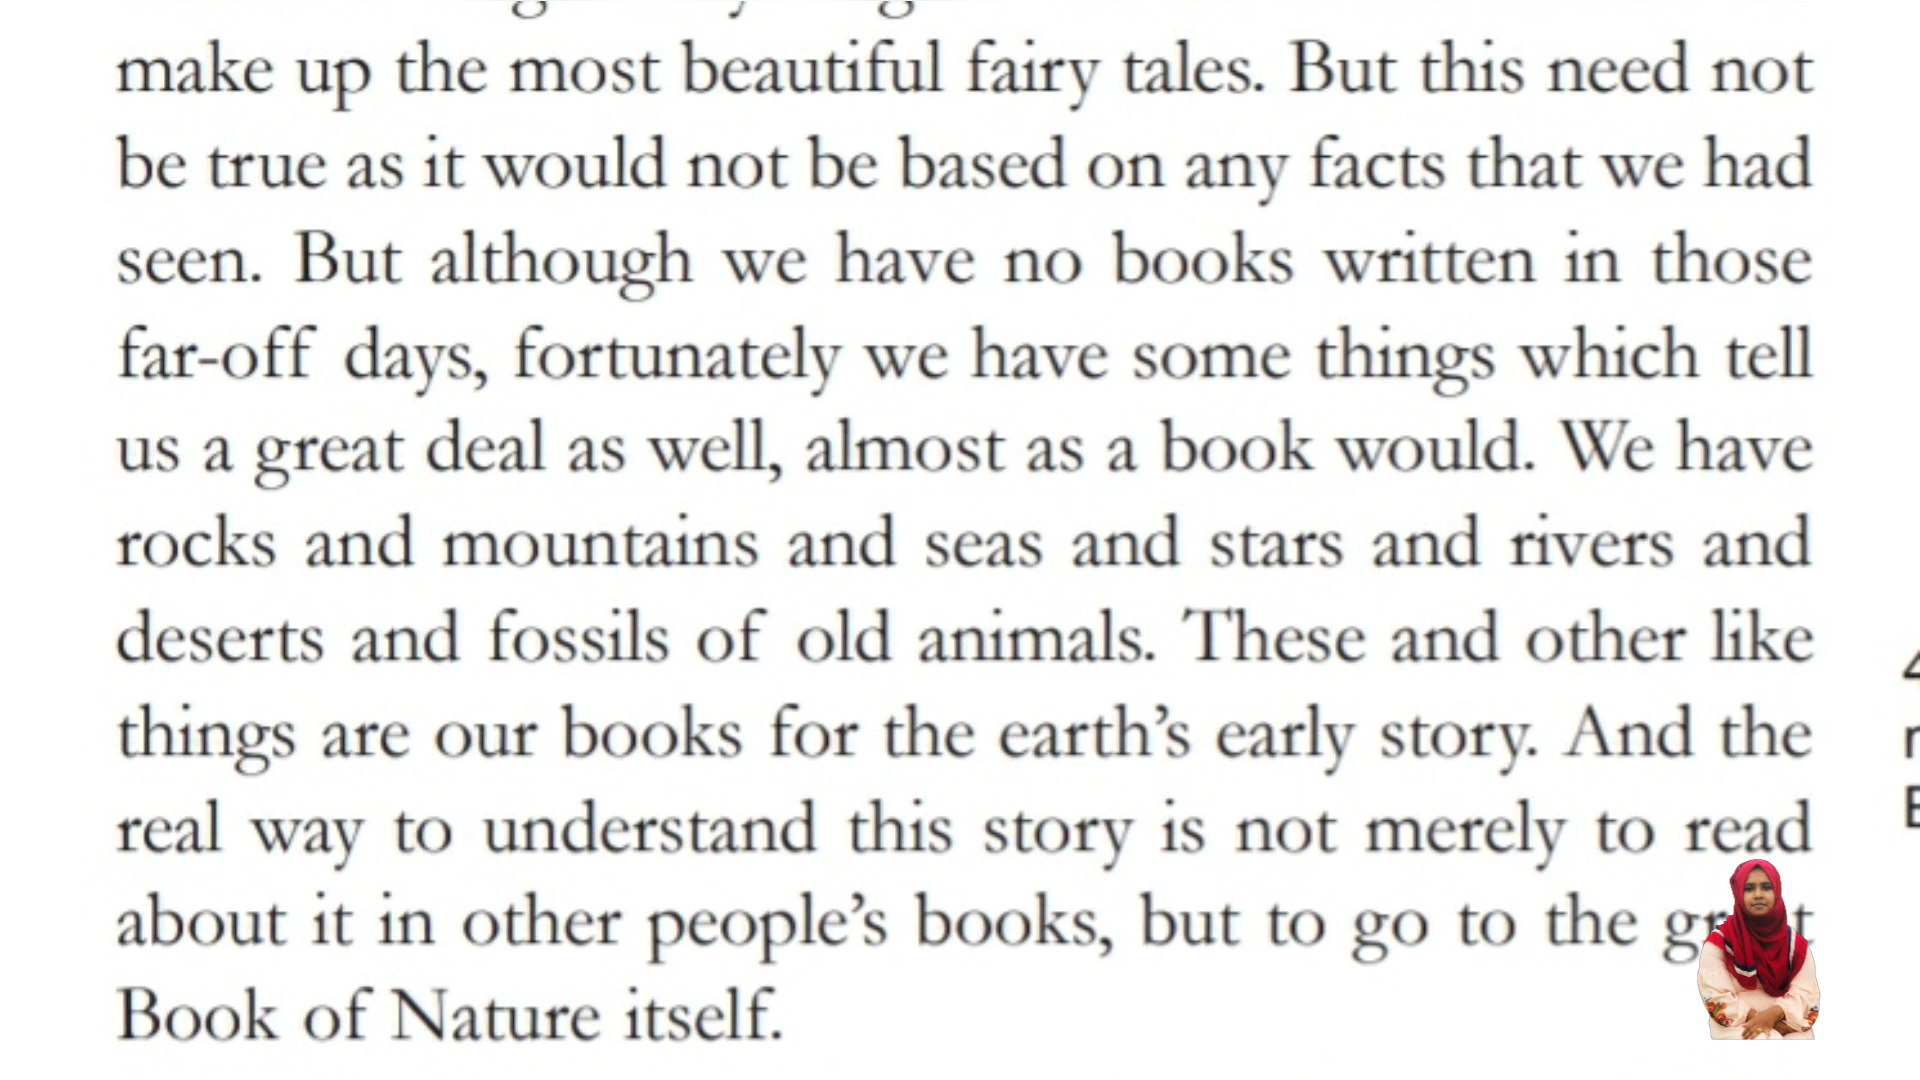 make up the most beautiful fairy tales. But this need not
be true as it would not be based on any facts that we had
seen. But although we have no books written in those
far-off days, fortunately we have some things which tell
us a great deal as well, almost as a book would. We have
rocks and mountains and seas and stars and rivers and
deserts and fossils of old animals. These and other like
things are our books for the earth’s early story. And the
real way to understand this story is not merely to read
about it in other people’s books, but to go to the
Book of Nature itself.